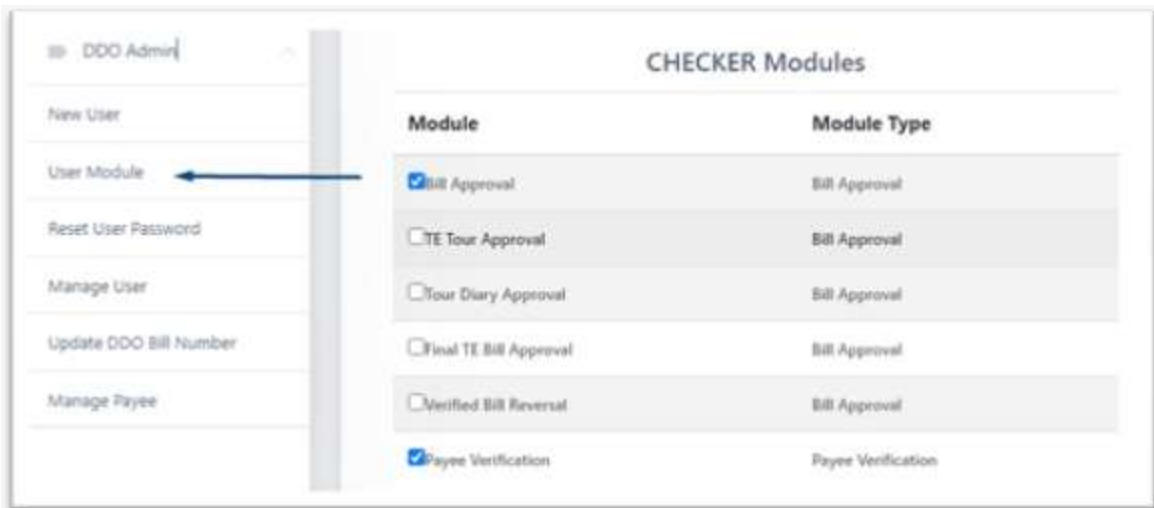 DDO Admin
New User
User Module
Reset User Password
Manage User
Update DDO Bill Number
Manage Payee
CHECKER Modules
Module Module Type
Bill Approval Bill Approval
TE Tour Approval Bill Approval
Tour Diary Approval Bill Approval
Final TE Bill Approval Bill Approval
Verified Bill Reversal Bill Approval
Payee Verification Payee Verification